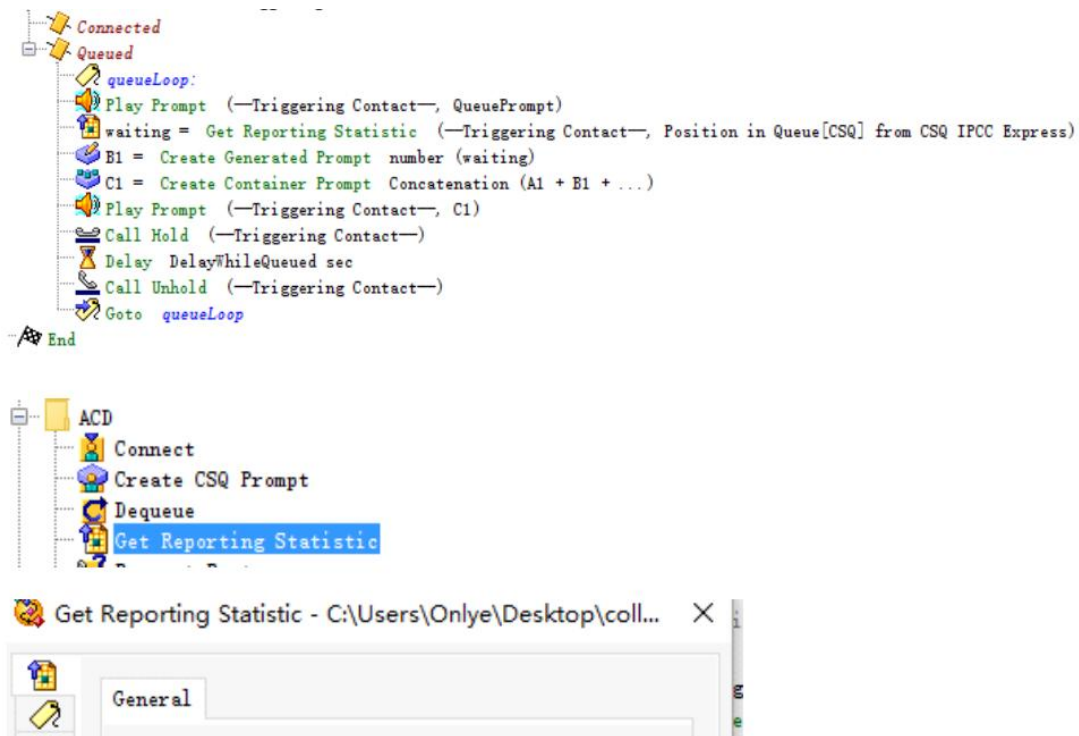 Connected
Queued
queueLoop:
Play Prompt (—Triggering Contact—, QueuePrompt)
waiting = Get Reporting Statistic (—Triggering Contact—, Position in Queue[CSQ] from CSQ IPCC Express)
B1 = Create Generated Prompt number (waiting)
C1 = Create Container Prompt Concatenation (A1 + B1 + ...)
Play Prompt (—Triggering Contact—, C1)
Call Hold (—Triggering Contact—)
Delay DelayWhileQueued sec
Call Unhold (—Triggering Contact—)
Goto queueLoop
End
ACD
Connect
Create CSQ Prompt
Dequeue
Get Reporting Statistic
Get Reporting Statistic - C:\Users\Onlye\Desktop\coll...
General